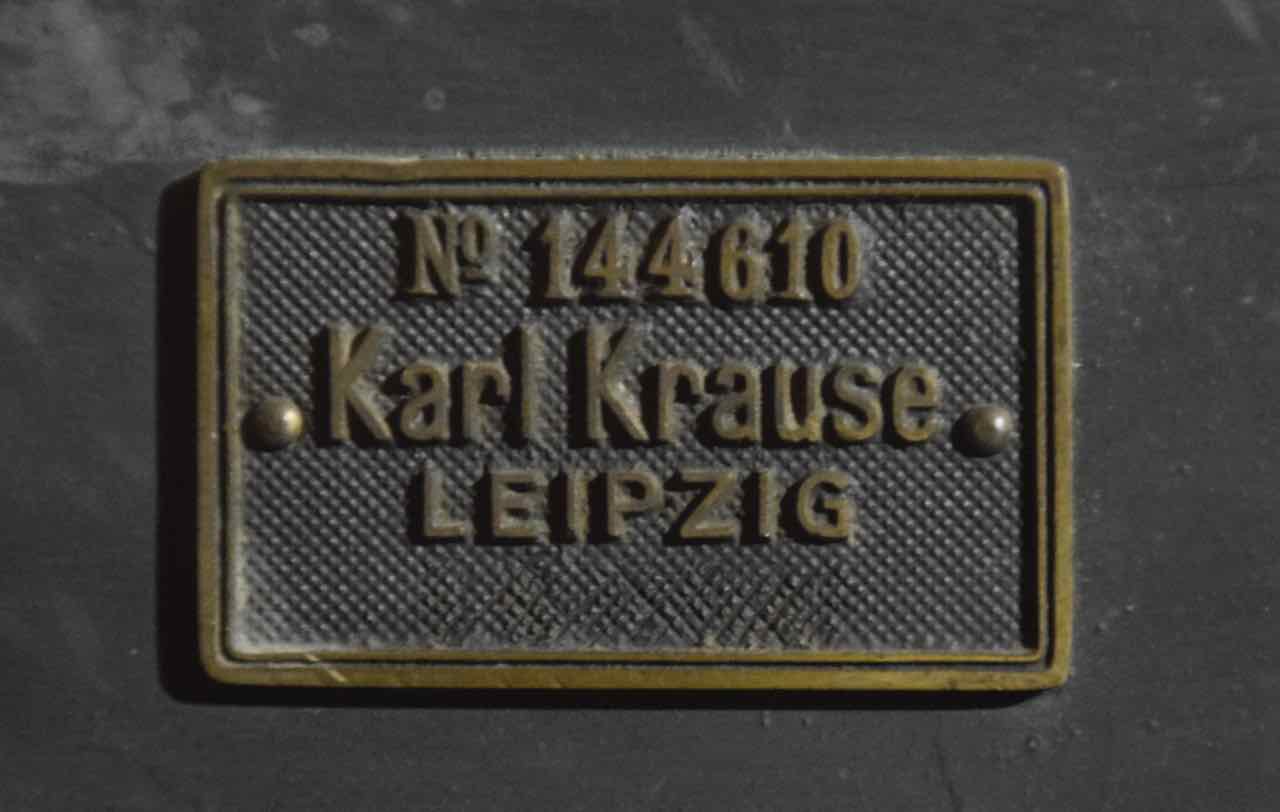 Nº 144610
Karl Krause
LEIPZIG